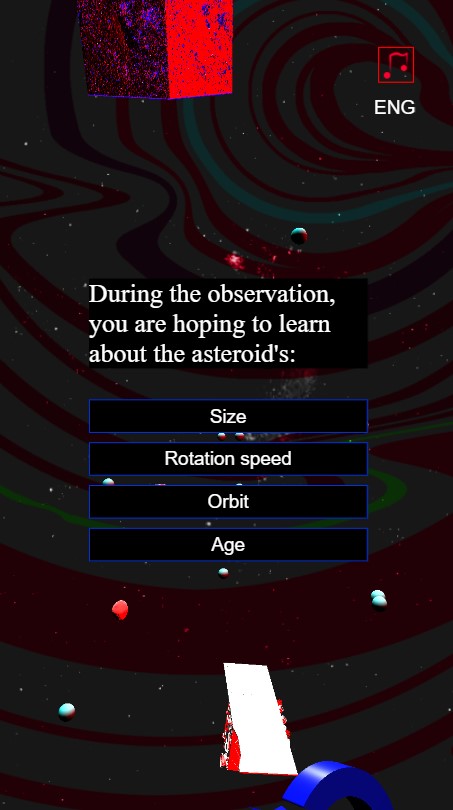 ENG
During the observation,
you are hoping to learn
about the asteroid's:
Size
Rotation speed
Orbit
Age